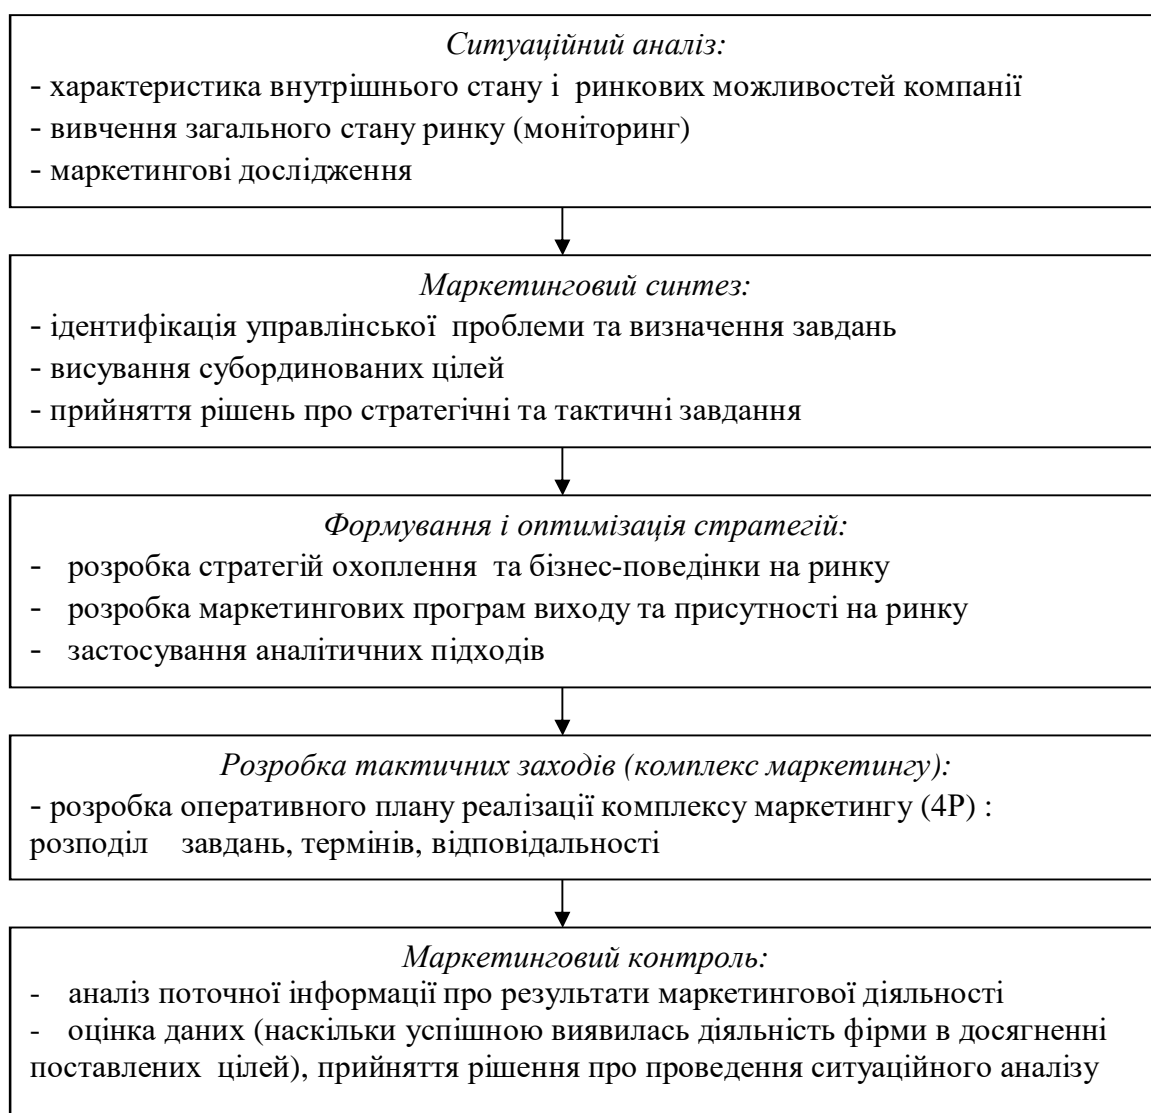 Ситуаційний аналіз:
- характеристика внутрішнього стану і ринкових можливостей компанії
- вивчення загального стану ринку (моніторинг)
- маркетингові дослідження
Маркетинговий синтез:
- ідентифікація управлінської проблеми та визначення завдань
- висування субординованих цілей
- прийняття рішень про стратегічні та тактичні завдання
Формування і оптимізація стратегій:
- розробка стратегій охоплення та бізнес-поведінки на ринку
- розробка маркетингових програм виходу та присутності на ринку
- застосування аналітичних підходів
Розробка тактичних заходів (комплекс маркетингу):
- розробка оперативного плану реалізації комплексу маркетингу (4Р) :
розподіл завдань, термінів, відповідальності
Маркетинговий контроль:
- аналіз поточної інформації про результати маркетингової діяльності
- оцінка даних (наскільки успішною виявилась діяльність фірми в досягненні
поставлених цілей), прийняття рішення про проведення ситуаційного аналізу